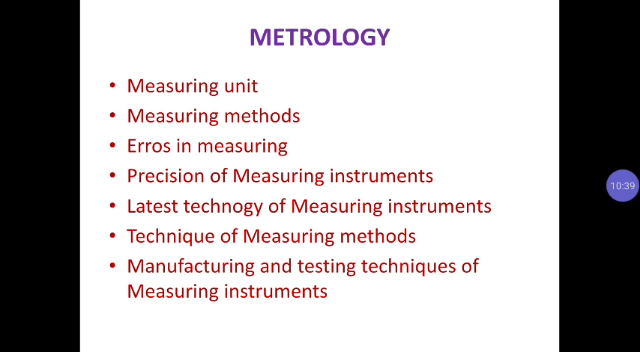 METROLOGY
• Measuring unit
• Measuring methods
• Erros in measuring
• Precision of Measuring instruments
• Latest technogy of Measuring instruments
• Technique of Measuring methods
• Manufacturing and testing techniques of
Measuring instruments
10:39